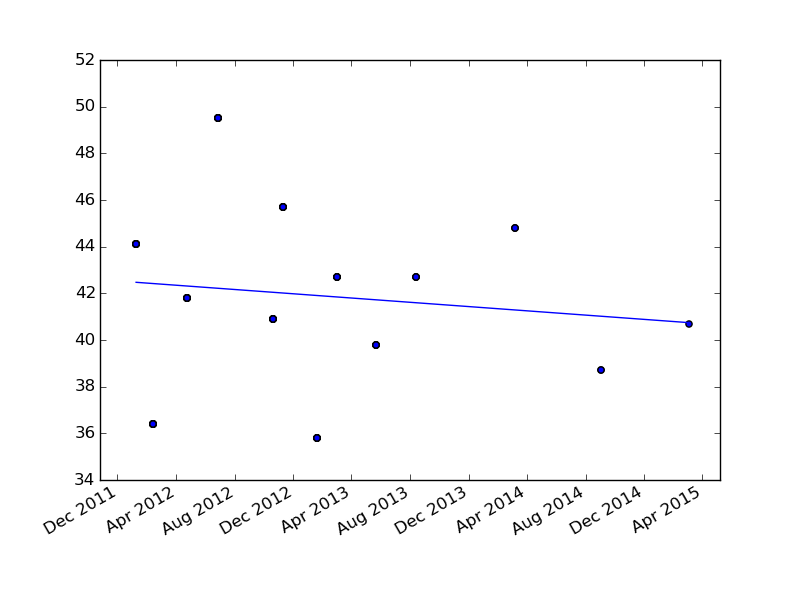 52
50
48
46
44
42
40
38
36
34
Dec 2011
Apr 2012
Aug 2012
Dec 2012
Apr 2013
Aug 2013
Dec 2013
Apr 2014
Aug 2014
Dec 2014
Apr 2015